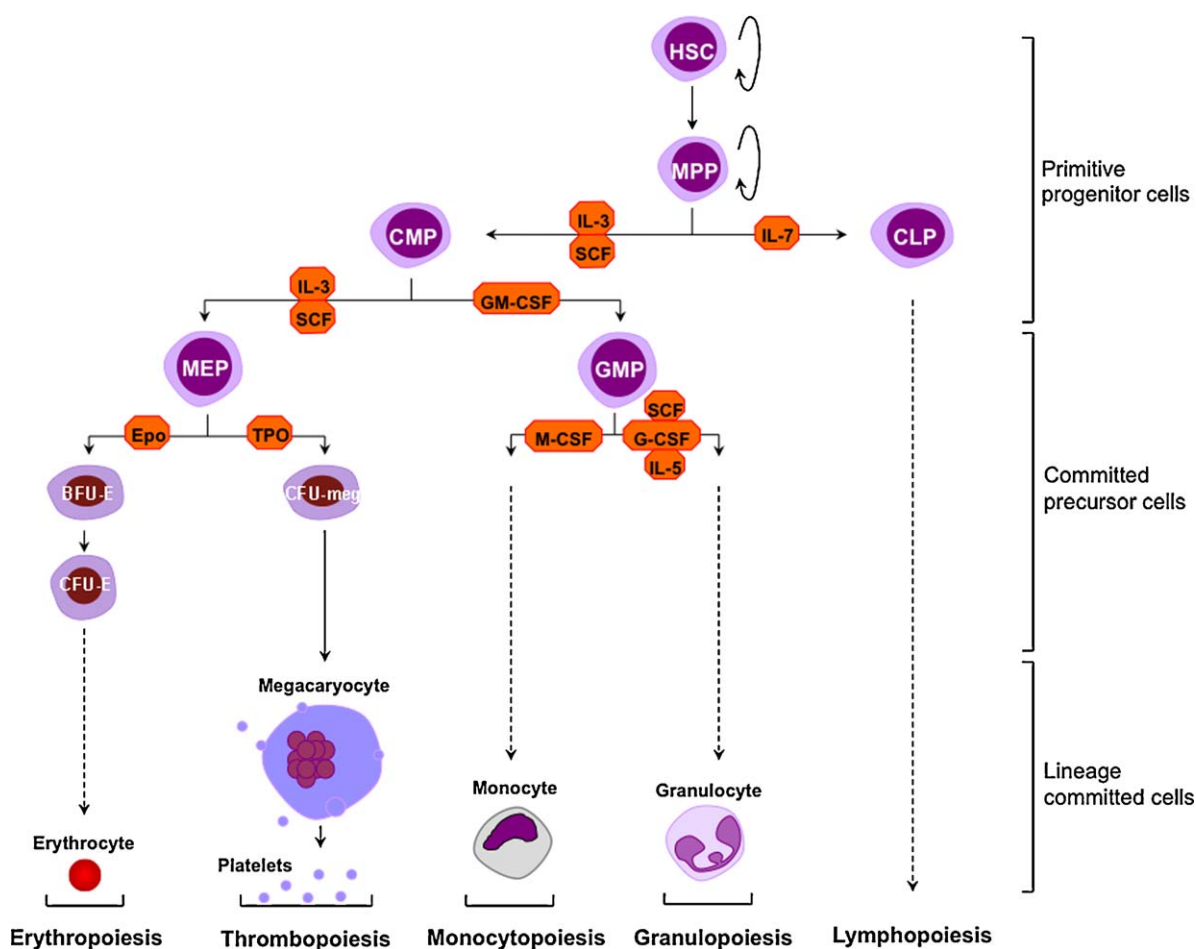 HSC
MPP
Primitive
progenitor cells
IL-3
SCF
IL-7
CMP
CLP
IL-3
SCF
GM-CSF
MEP
GMP
SCF
Epo
TPO
M-CSF
G-CSF
IL-5
BFU-E
CFU-meg
Committed
precursor cells
CFU-E
Megacaryocyte
Lineage
committed cells
Monocyte
Granulocyte
Erythrocyte
Platelets
Erythropoiesis
Thrombopoiesis
Monocytopoiesis
Granulopoiesis
Lymphopoiesis